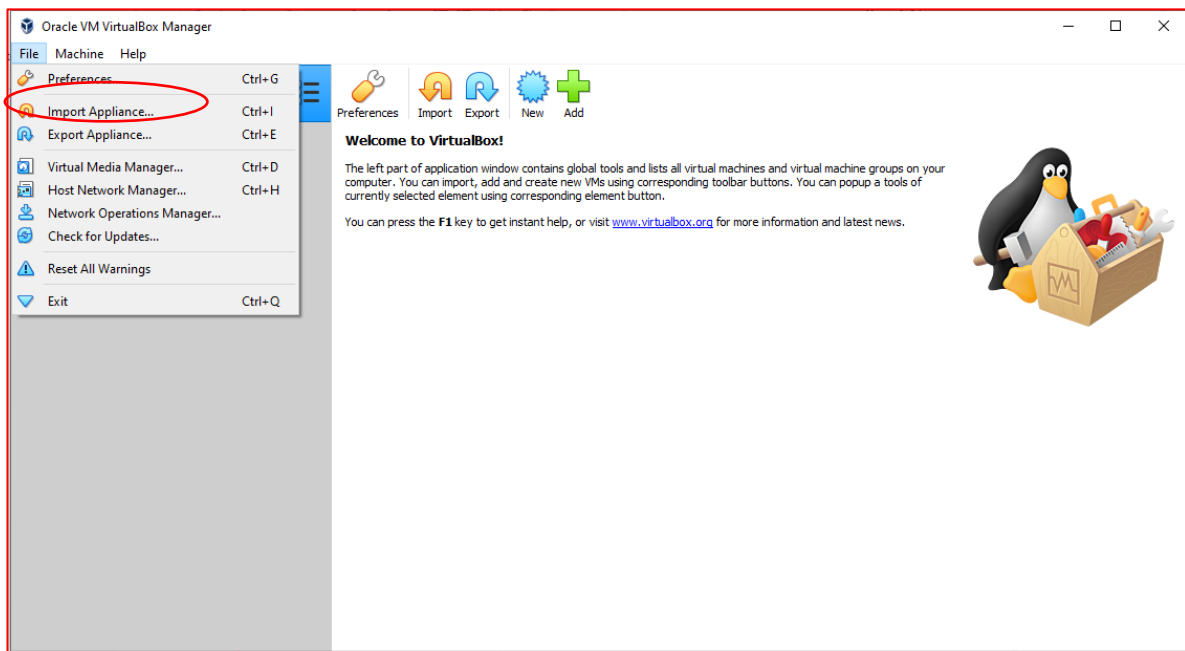 Oracle VM VirtualBox Manager
File Machine Help
Preferences... Ctrl+G
Import Appliance... Ctrl+I
Export Appliance... Ctrl+E
Virtual Media Manager... Ctrl+D
Host Network Manager... Ctrl+H
Network Operations Manager...
Check for Updates...
Reset All Warnings
Exit Ctrl+Q
Preferences Import Export New Add
Welcome to VirtualBox!
The left part of application window contains global tools and lists all virtual machines and virtual machine groups on your
computer. You can import, add and create new VMs using corresponding toolbar buttons. You can popup a tools of
currently selected element using corresponding element button.
You can press the F1 key to get instant help, or visit www.virtualbox.org for more information and latest news.